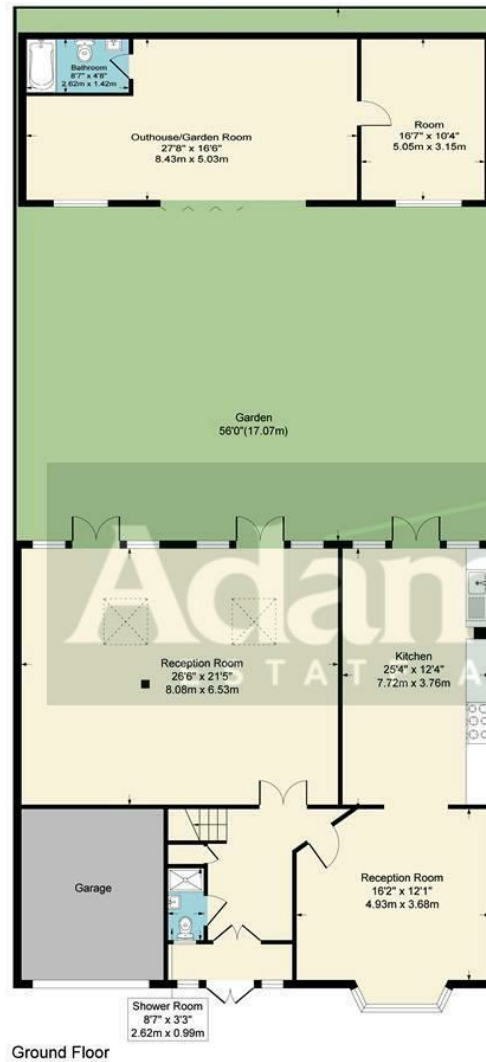 Bathroom
8'7" x 4'8"
2.62m x 1.42m
Outhouse/Garden Room
27'8" x 16'6"
8.43m x 5.03m
Room
16'7" x 10'4"
5.05m x 3.15m
Garden
56'0"(17.07m)
Adam
ESTAT A
Reception Room
26'6" x 21'5"
8.08m x 6.53m
Kitchen
25'4" x 12'4"
7.72m x 3.76m
Garage
Reception Room
16'2" x 12'1"
4.93m x 3.68m
Shower Room
8'7" x 3'3"
2.62m x 0.99m
Ground Floor